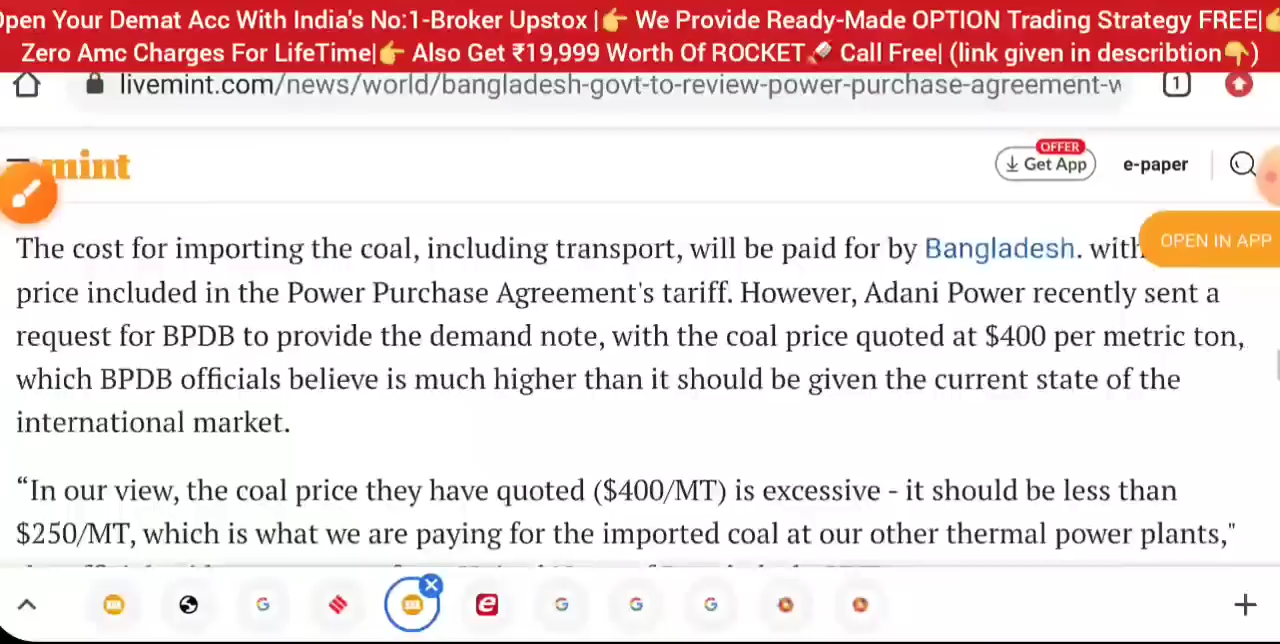 Open Your Demat Acc With India's No:1-Broker Upstox |👉 We Provide Ready-Made OPTION Trading Strategy FREE|
Zero Amc Charges For LifeTime|👉 Also Get ₹19,999 Worth Of ROCKET🚀 Call Free| (link given in describtion👇)
livemint.com/news/world/bangladesh-govt-to-review-power-purchase-agreement-w
1
mint
OFFER
Get App
e-paper
OPEN IN APP
The cost for importing the coal, including transport, will be paid for by Bangladesh. with
price included in the Power Purchase Agreement's tariff. However, Adani Power recently sent a
request for BPDB to provide the demand note, with the coal price quoted at $400 per metric ton,
which BPDB officials believe is much higher than it should be given the current state of the
international market.
“In our view, the coal price they have quoted ($400/MT) is excessive - it should be less than
$250/MT, which is what we are paying for the imported coal at our other thermal power plants,"